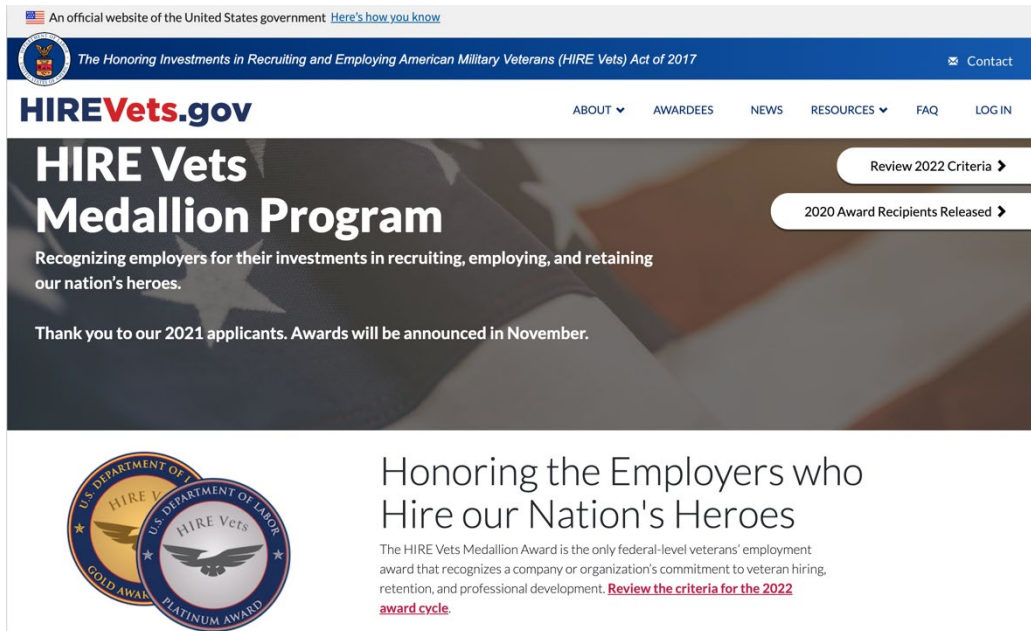 An official website of the United States government Here's how you know
The Honoring Investments in Recruiting and Employing American Military Veterans (HIRE Vets) Act of 2017
Contact
HIREVets.gov
ABOUT
AWARDEES
NEWS
RESOURCES
FAQ
LOG IN
HIRE Vets
Medallion Program
Review 2022 Criteria
2020 Award Recipients Released
Recognizing employers for their investments in recruiting, employing, and retaining
our nation's heroes.
Thank you to our 2021 applicants. Awards will be announced in November.
U.S. DEPARTMENT OF
HIRE V
GOLD AWAR
U.S. DEPARTMENT OF LABOR
HIRE Vets
PLATINUM AWARD
Honoring the Employers who
Hire our Nation's Heroes
The HIRE Vets Medallion Award is the only federal-level veterans' employment
award that recognizes a company or organization's commitment to veteran hiring,
retention, and professional development. Review the criteria for the 2022
award cycle.